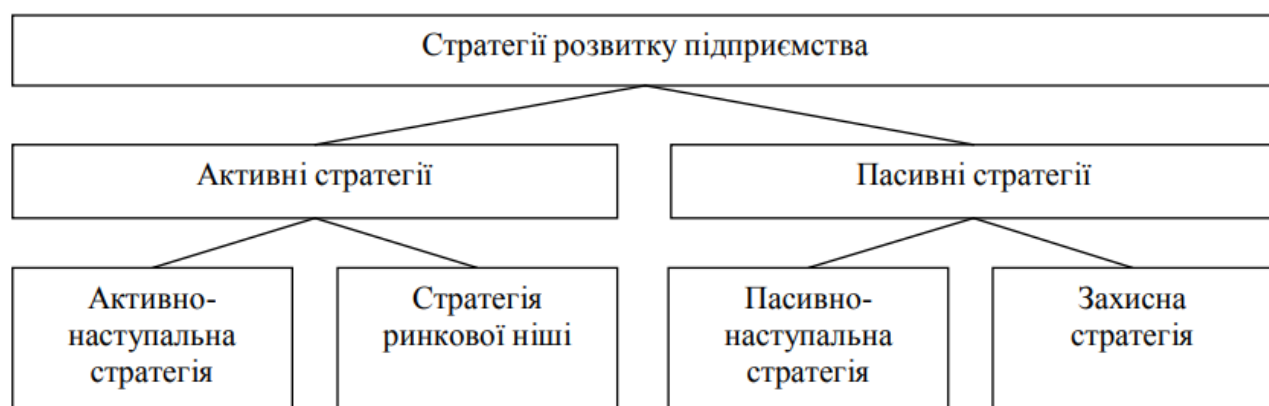 Стратегії розвитку підприємства
Активні стратегії
Пасивні стратегії
Активно-
наступальна
стратегія
Стратегія
ринкової ніші
Пасивно-
наступальна
стратегія
Захисна
стратегія